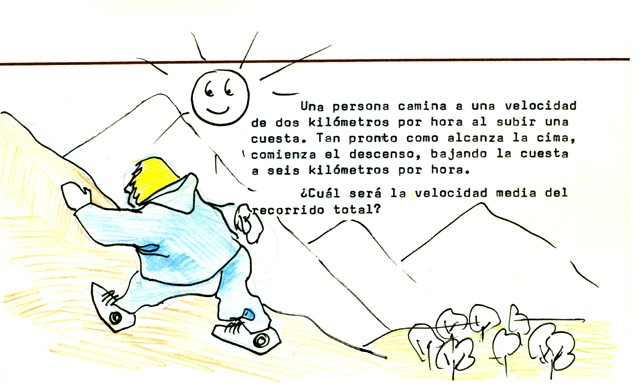 Una persona camina a una velocidad
de dos kilómetros por hora al subir una
cuesta. Tan pronto como alcanza la cima,
comienza el descenso, bajando la cuesta
a seis kilómetros por hora.
¿Cuál será la velocidad media del
recorrido total?